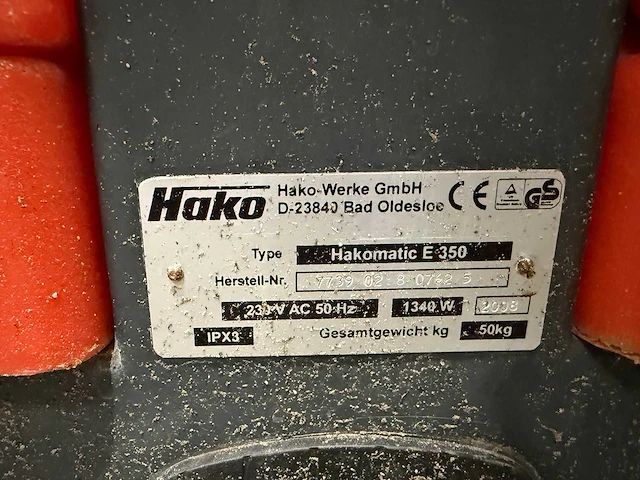 Hako Hako-Werke GmbH
D-23840 Bad Oldesloe CE GS
Type Hakomatic E 350
Herstell-Nr.
230 V AC 50 Hz 1340 W
IPX3 Gesamtgewicht kg 50kg